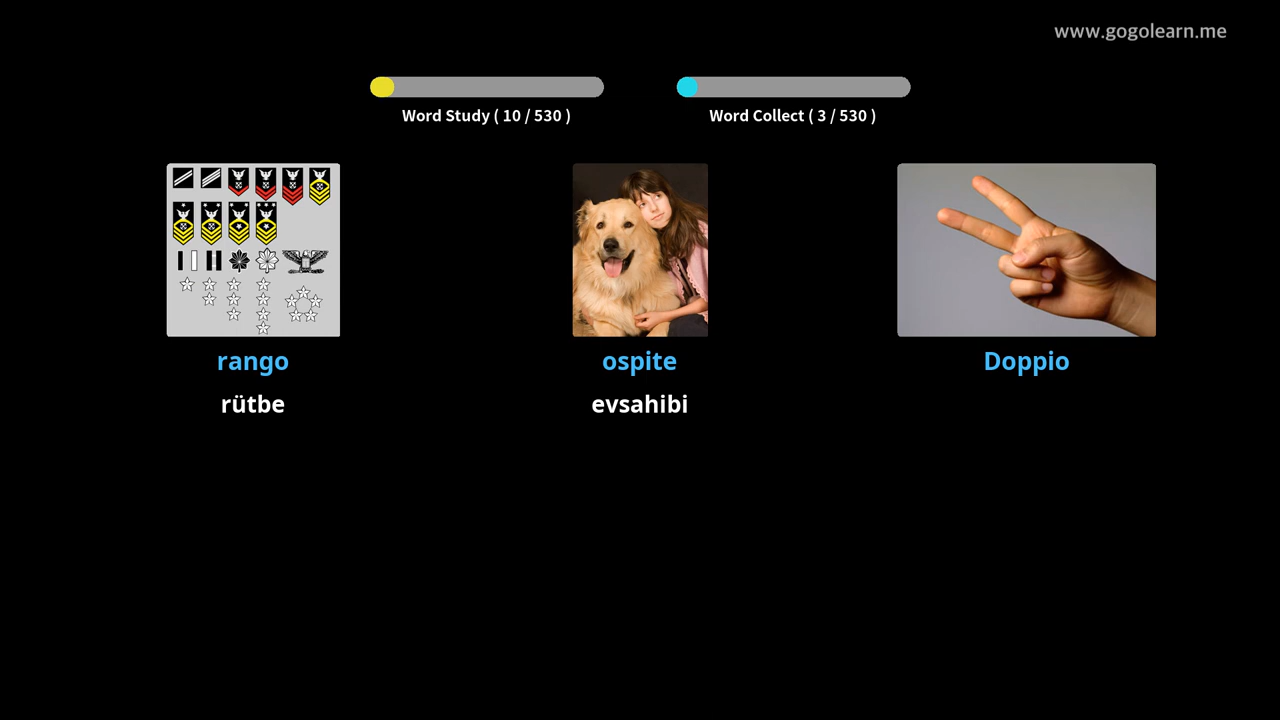 www.gogolearn.me
Word Study ( 10 / 530 )
Word Collect ( 3 / 530 )
rango
ospite
Doppio
rütbe
evsahibi